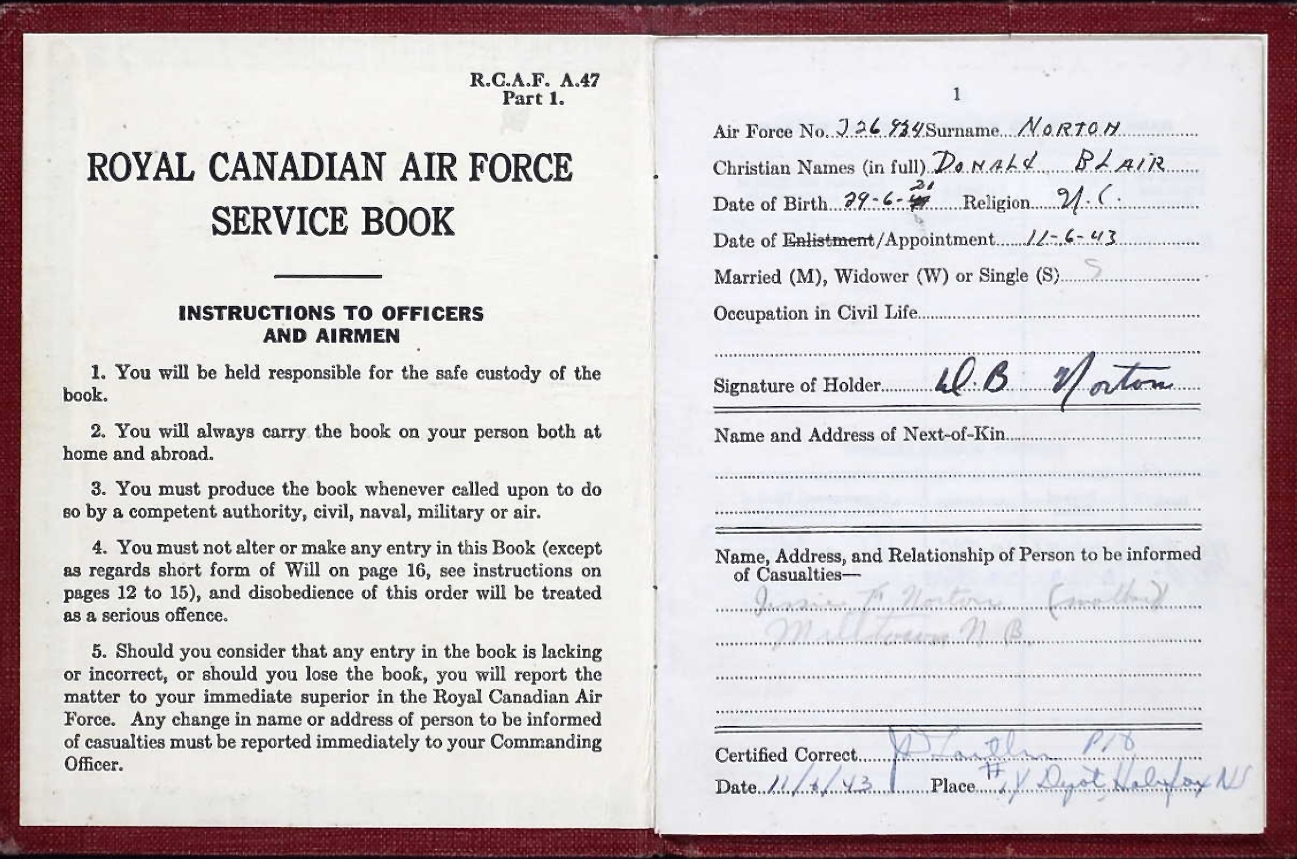 R.C.A.F. A.47
Part 1.
ROYAL CANADIAN AIR FORCE
SERVICE BOOK
INSTRUCTIONS TO OFFICERS
AND AIRMEN
1. You will be held responsible for the safe custody of the
book.
2. You will always carry the book on your person both at
home and abroad.
3. You must produce the book whenever called upon to do
so by a competent authority, civil, naval, military or air.
4. You must not alter or make any entry in this Book (except
as regards short form of Will on page 16, see instructions on
pages 12 to 15), and disobedience of this order will be treated
as a serious offence.
5. Should you consider that any entry in the book is lacking
or incorrect, or should you lose the book, you will report the
matter to your immediate superior in the Royal Canadian Air
Force. Any change in name or address of person to be informed
of casualties must be reported immediately to your Commanding
Officer.
1
Air Force No. Surname NORTON
Christian Names (in full) DONALD BLAIR
Date of Birth 29-6-21 Religion U.C.
Date of Enlistment/Appointment 11-6-43
Married (M), Widower (W) or Single (S) S
Occupation in Civil Life
Signature of Holder D.B Norton
Name and Address of Next-of-Kin
Name, Address, and Relationship of Person to be informed
of Casualties—
Jessie F Norton (mother)
Milltown N B.
Certified Correct
Date 11/6/43 Place Y Depot, Halifax NS